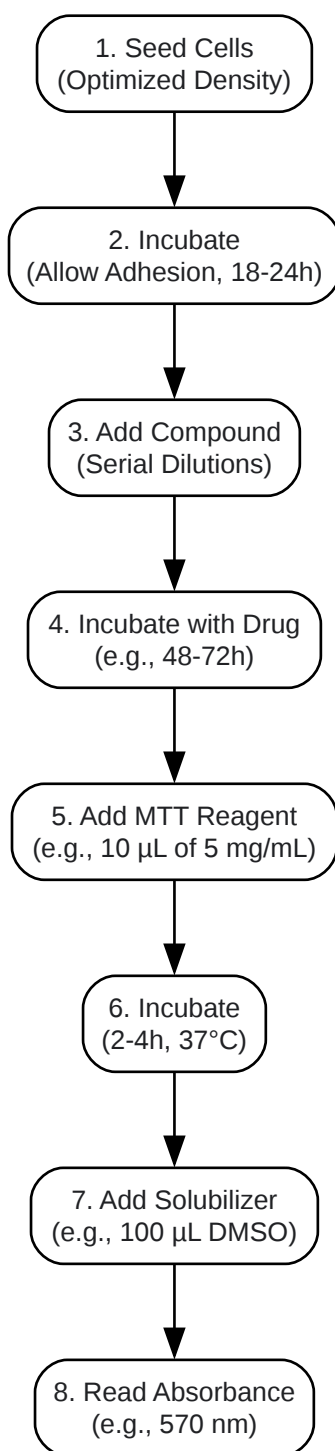 1. Seed Cells
(Optimized Density)
2. Incubate
(Allow Adhesion, 18-24h)
3. Add Compound
(Serial Dilutions)
4. Incubate with Drug
(e.g., 48-72h)
5. Add MTT Reagent
(e.g., 10 µL of 5 mg/mL)
6. Incubate
(2-4h, 37°C)
7. Add Solubilizer
(e.g., 100 µL DMSO)
8. Read Absorbance
(e.g., 570 nm)